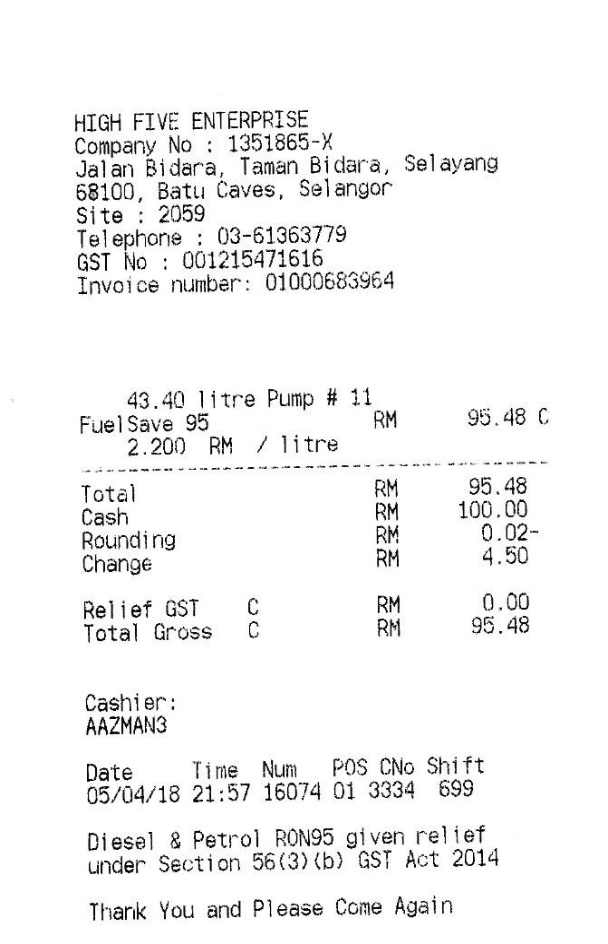 HIGH FIVE ENTERPRISE
Company No : 1351865-X
Jalan Bidara, Taman Bidara, Selayang
68100, Batu Caves, Selangor
Site : 2059
Telephone : 03-61363779
GST No : 001215471616
Invoice number: 01000683964
43.40 litre Pump # 11
FuelSave 95 RM 95.48 C
2.200 RM / litre
Total RM 95.48
Cash RM 100.00
Rounding RM 0.02-
Change RM 4.50
Relief GST C RM 0.00
Total Gross C RM 95.48
Cashier:
AAZMAN3
Date Time Num POS CNo Shift
05/04/18 21:57 16074 01 3334 699
Diesel & Petrol RON95 given relief
under Section 56(3)(b) GST Act 2014
Thank You and Please Come Again